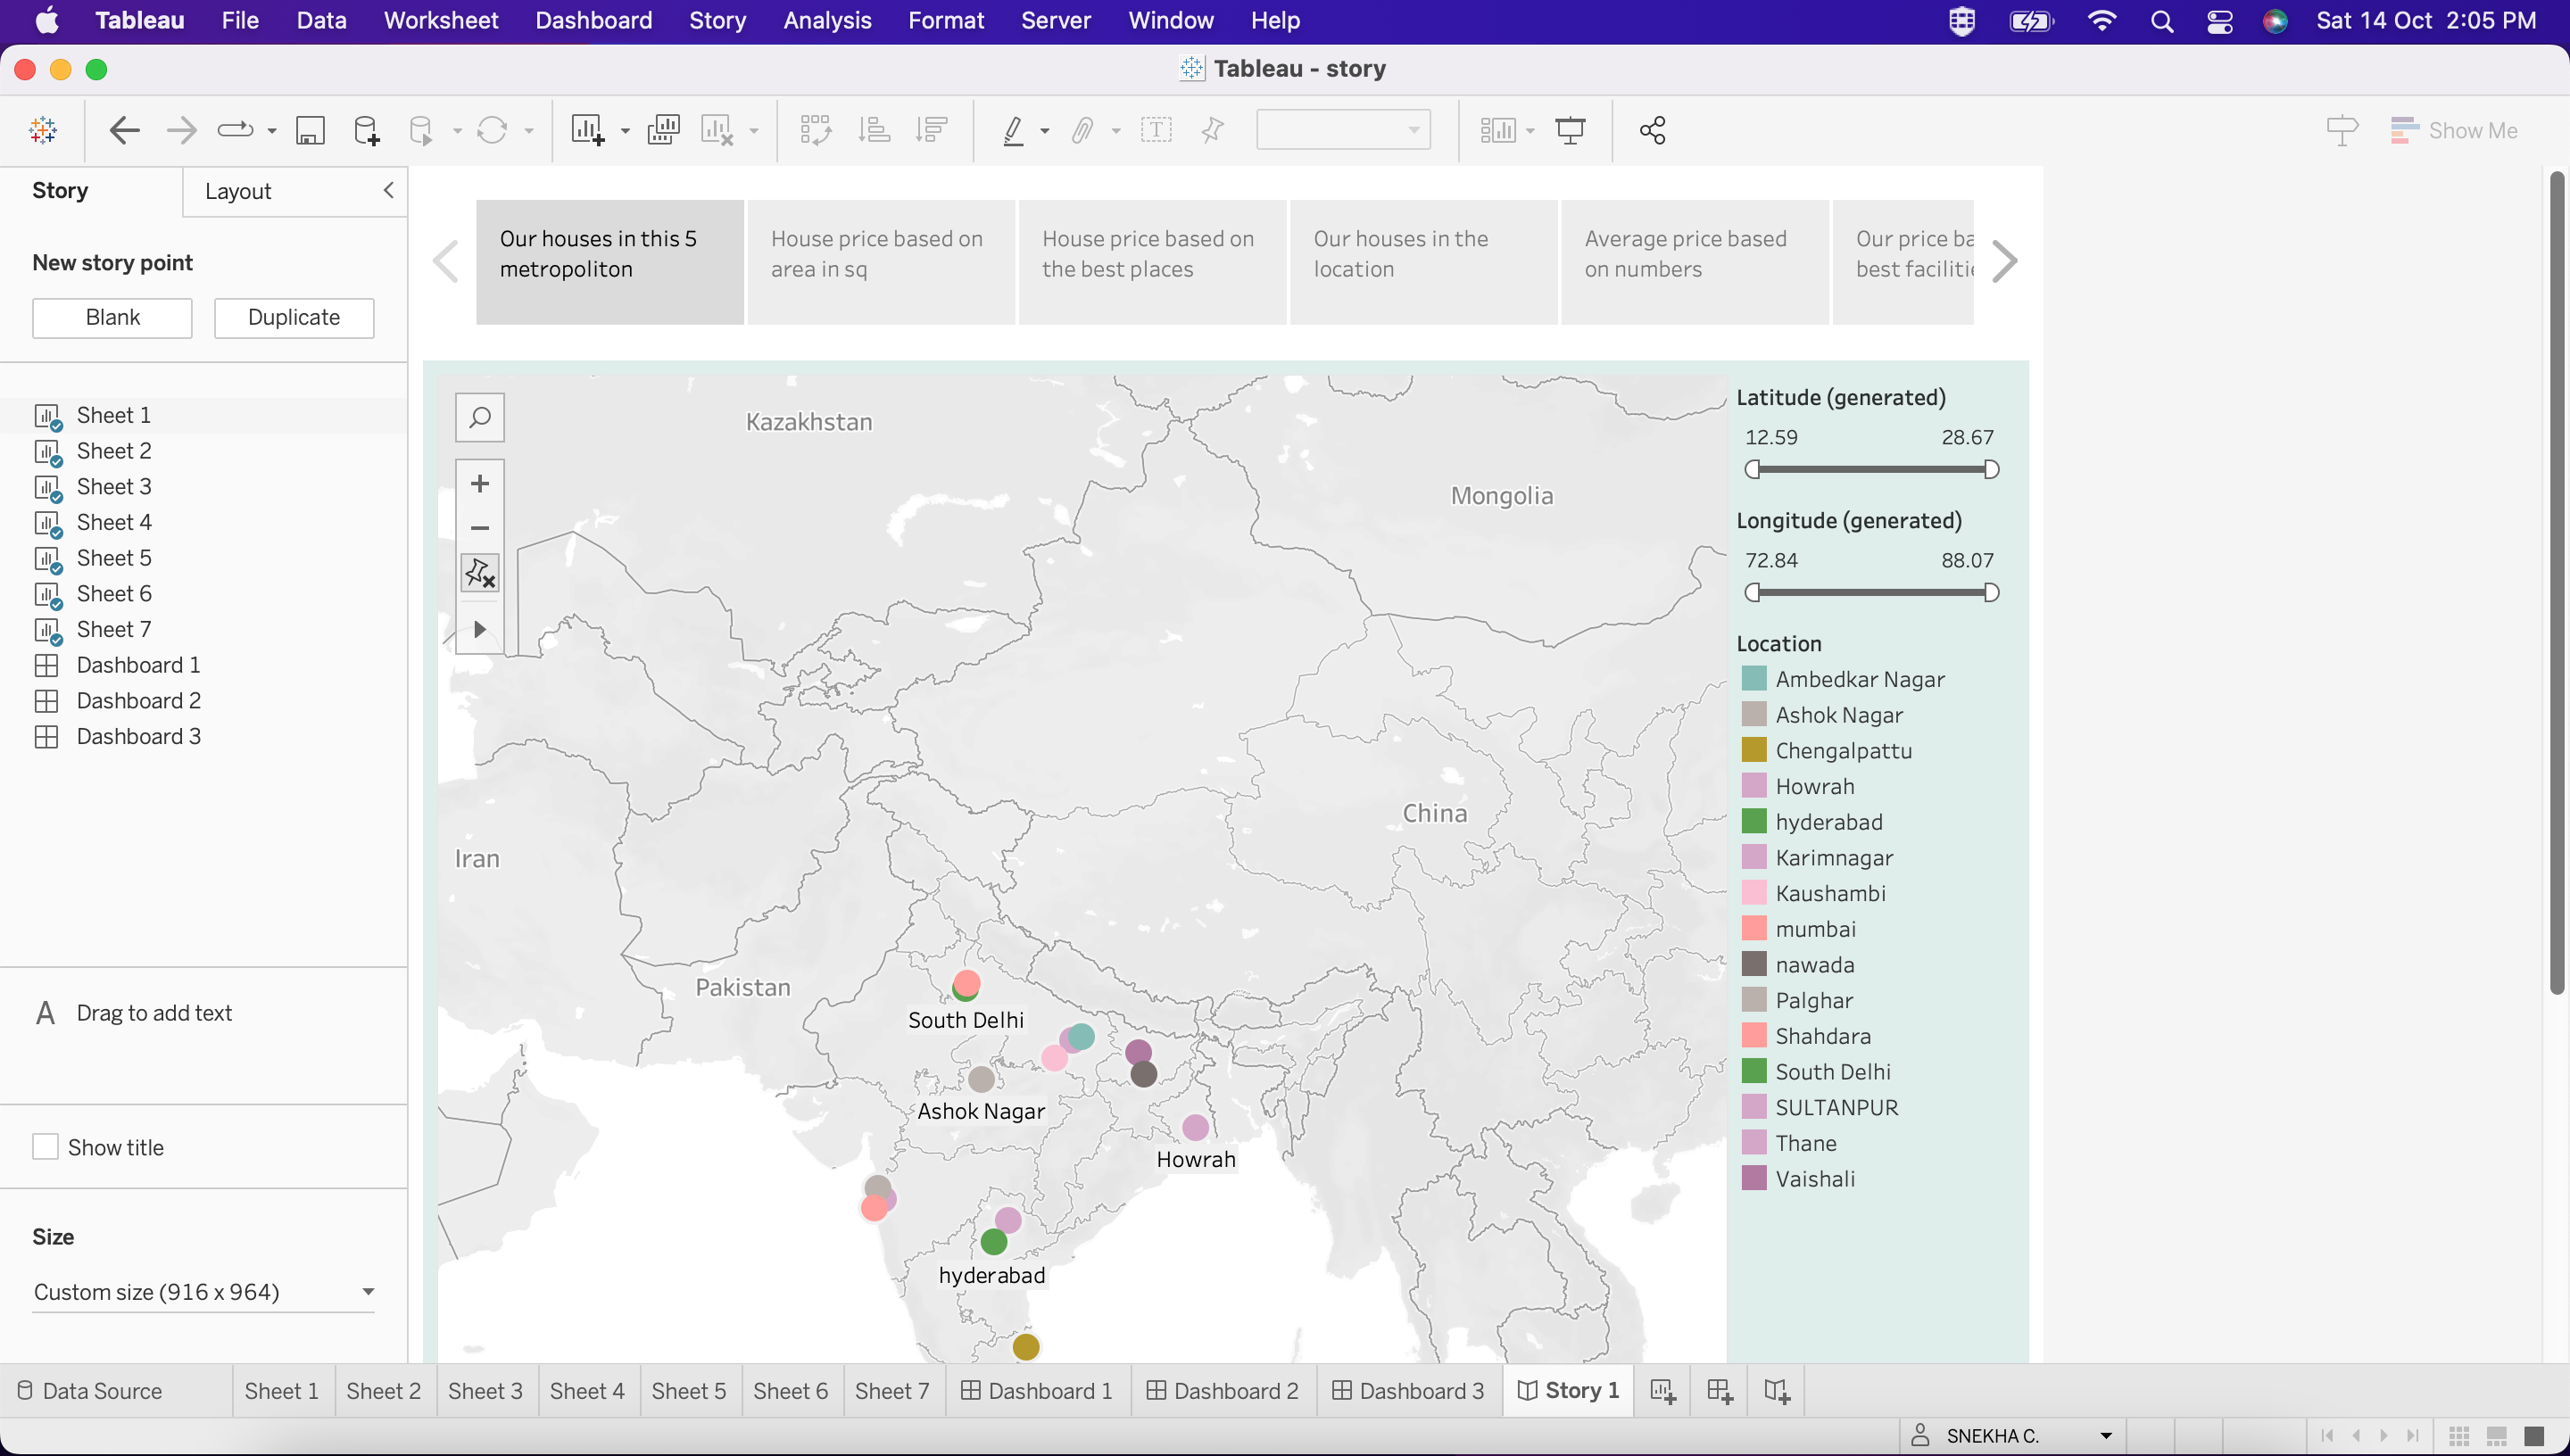 Tableau File Data Worksheet Dashboard Story Analysis Format Server Window Help Sat 14 Oct 2:05 PM
Tableau - story
Show Me
Story Layout
New story point
Blank Duplicate
Sheet 1
Sheet 2
Sheet 3
Sheet 4
Sheet 5
Sheet 6
Sheet 7
Dashboard 1
Dashboard 2
Dashboard 3
A Drag to add text
Show title
Size
Custom size (916 x 964)
Our houses in this 5
metropoliton
House price based on
area in sq
House price based on
the best places
Our houses in the
location
Average price based
on numbers
Our price ba
best faciliti
Kazakhstan
Mongolia
China
Iran
Pakistan
South Delhi
Ashok Nagar
Howrah
hyderabad
Latitude (generated)
12.59 28.67
Longitude (generated)
72.84 88.07
Location
Ambedkar Nagar
Ashok Nagar
Chengalpattu
Howrah
hyderabad
Karimnagar
Kaushambi
mumbai
nawada
Palghar
Shahdara
South Delhi
SULTANPUR
Thane
Vaishali
Data Source Sheet 1 Sheet 2 Sheet 3 Sheet 4 Sheet 5 Sheet 6 Sheet 7 Dashboard 1 Dashboard 2 Dashboard 3 Story 1
SNEKHA C.